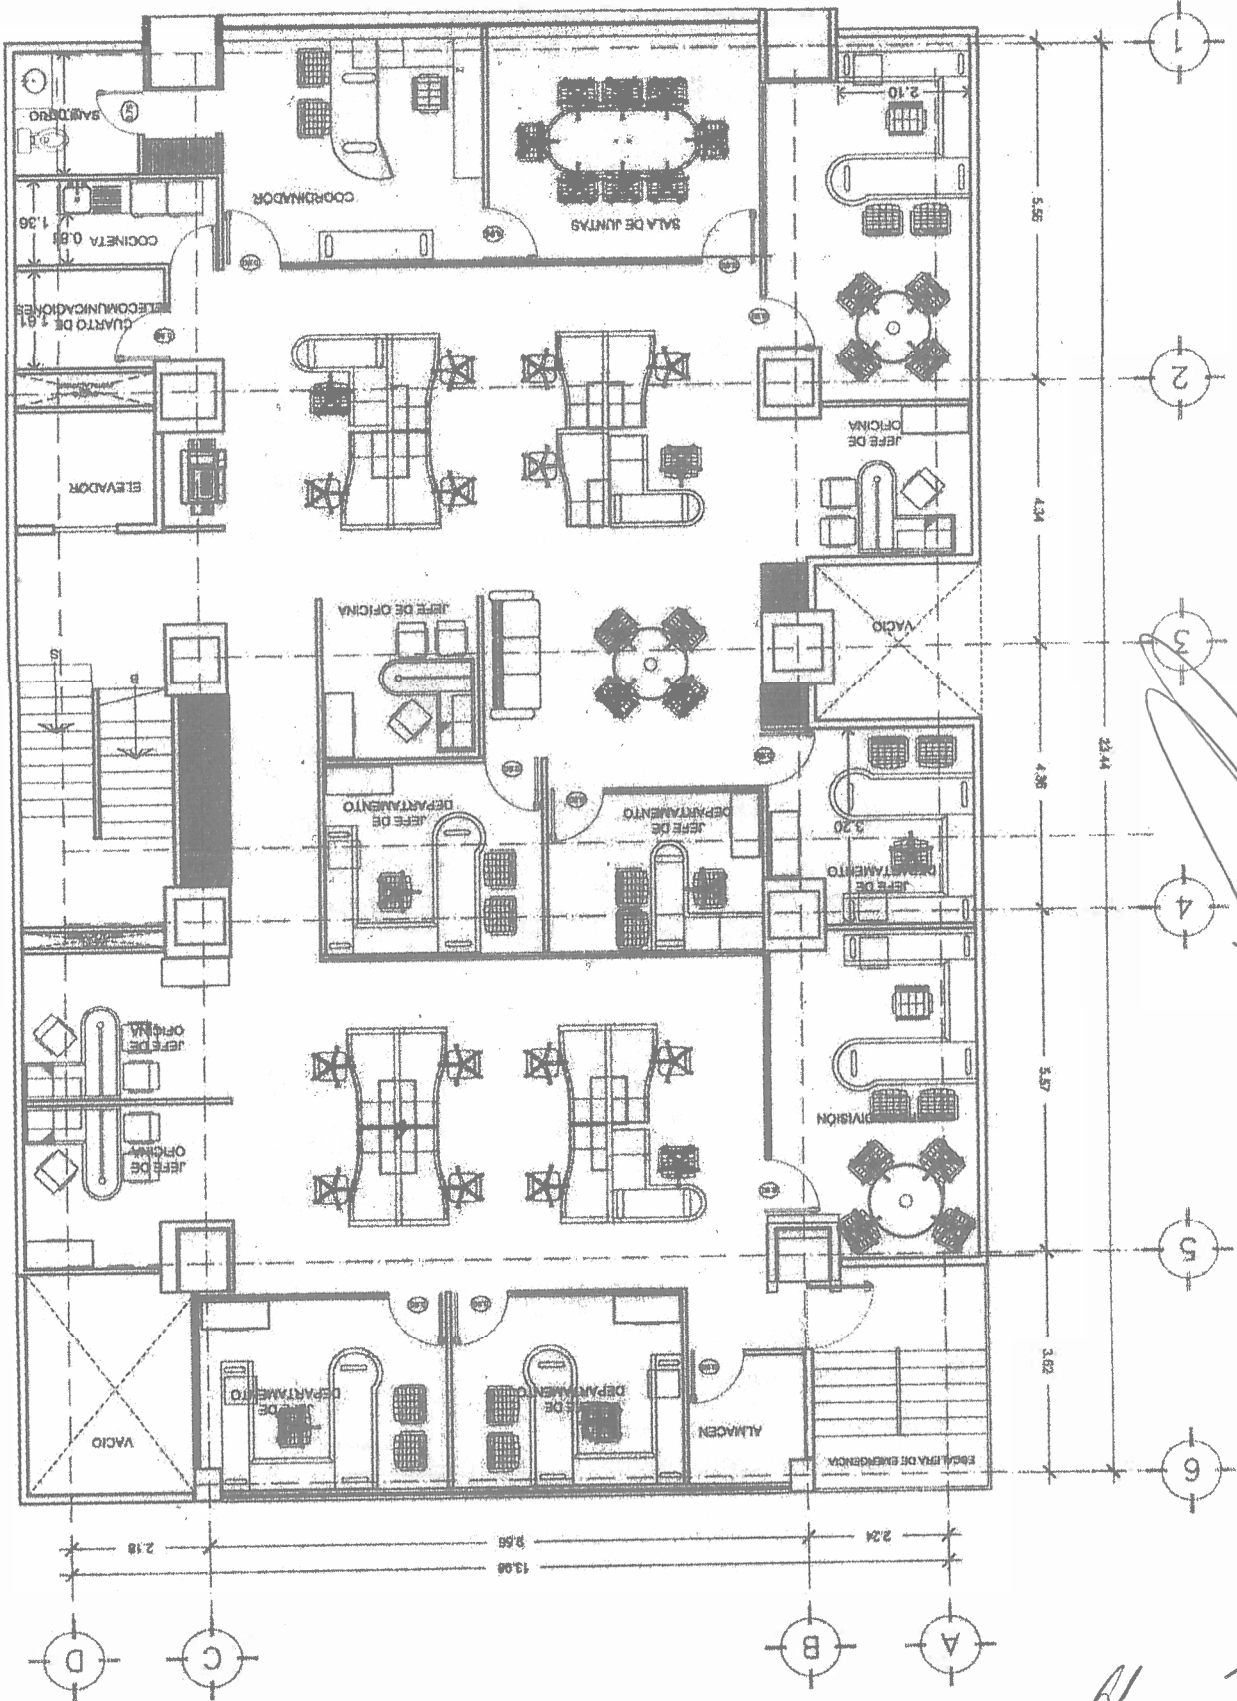 A
B
C
D
13.98
2.24
9.56
2.18
6
ESCALERA DE EMERGENCIA
ALMACEN
JEFE DE
DEPARTAMENTO
JEFE DE
DEPARTAMENTO
VACIO
3.62
5
DIVISIÓN
JEFE DE
OFICINA
JEFE DE
OFICINA
5.57
23.44
4
JEFE DE
DEPARTAMENTO
3.20
JEFE DE
DEPARTAMENTO
JEFE DE
DEPARTAMENTO
4.36
B
S
3
VACIO
JEFE DE OFICINA
4.34
ELEVADOR
JEFE DE
OFICINA
2
CUARTO DE
TELECOMUNICACIONES
1.61
COCINETA
0.81
1.36
SALA DE JUNTAS
COORDINADOR
5.55
SANITARIO
2.10
1